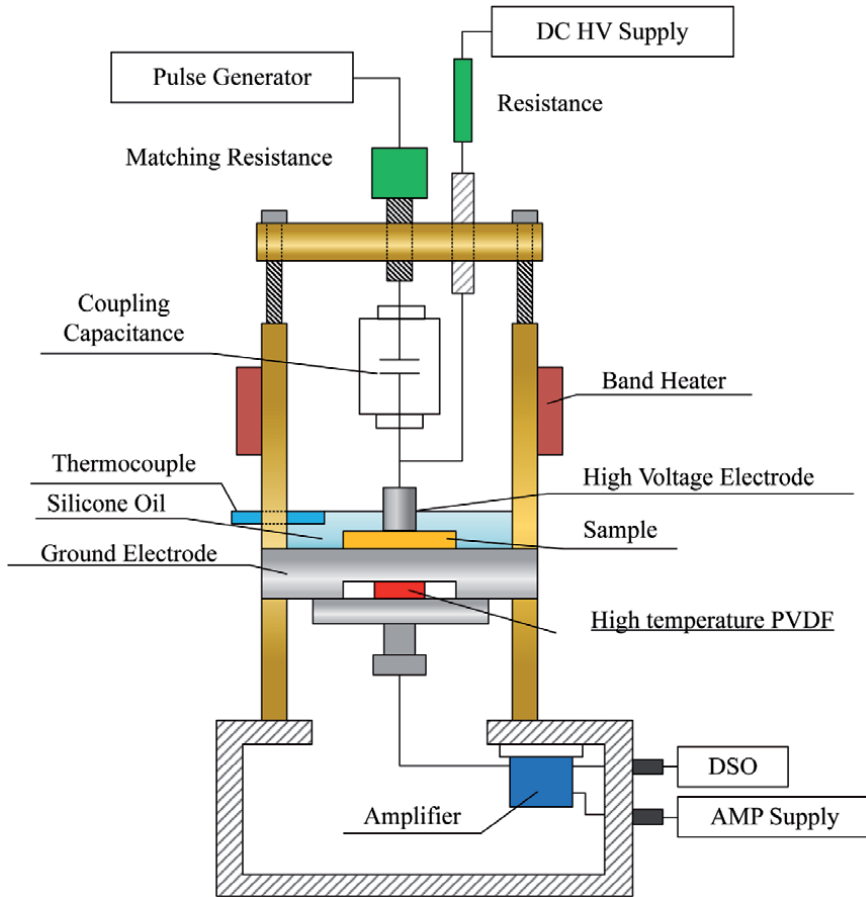 DC HV Supply
Pulse Generator
Resistance
Matching Resistance
Coupling
Capacitance
Band Heater
Thermocouple
High Voltage Electrode
Silicone Oil
Sample
Ground Electrode
High temperature PVDF
DSO
Amplifier
AMP Supply